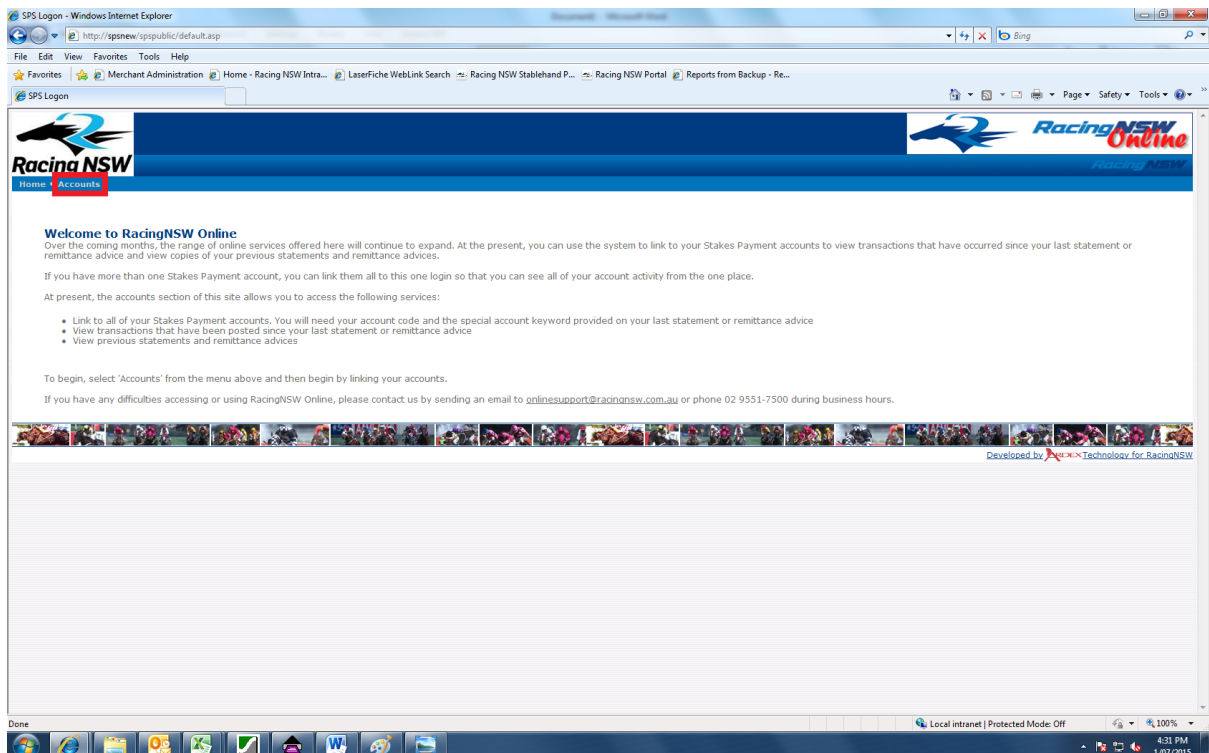 SPS Logon - Windows Internet Explorer
http://spsnew/spspublic/default.asp
Bing
File Edit View Favorites Tools Help
Favorites Merchant Administration Home - Racing NSW Intra... LaserFiche WebLink Search Racing NSW Stablehand P... Racing NSW Portal Reports from Backup - Re...
SPS Logon
Page Safety Tools
Racing NSW
RacingNSW
Online
RacingNSW
Home • Accounts
Welcome to RacingNSW Online
Over the coming months, the range of online services offered here will continue to expand. At the present, you can use the system to link to your Stakes Payment accounts to view transactions that have occurred since your last statement or
remittance advice and view copies of your previous statements and remittance advices.
If you have more than one Stakes Payment account, you can link them all to this one login so that you can see all of your account activity from the one place.
At present, the accounts section of this site allows you to access the following services:
• Link to all of your Stakes Payment accounts. You will need your account code and the special account keyword provided on your last statement or remittance advice
• View transactions that have been posted since your last statement or remittance advice
• View previous statements and remittance advices
To begin, select 'Accounts' from the menu above and then begin by linking your accounts.
If you have any difficulties accessing or using RacingNSW Online, please contact us by sending an email to onlinesupport@racingnsw.com.au or phone 02 9551-7500 during business hours.
Developed by ARDEX Technology for RacingNSW
Done
Local intranet | Protected Mode: Off
100%
4:31 PM
1/07/2015